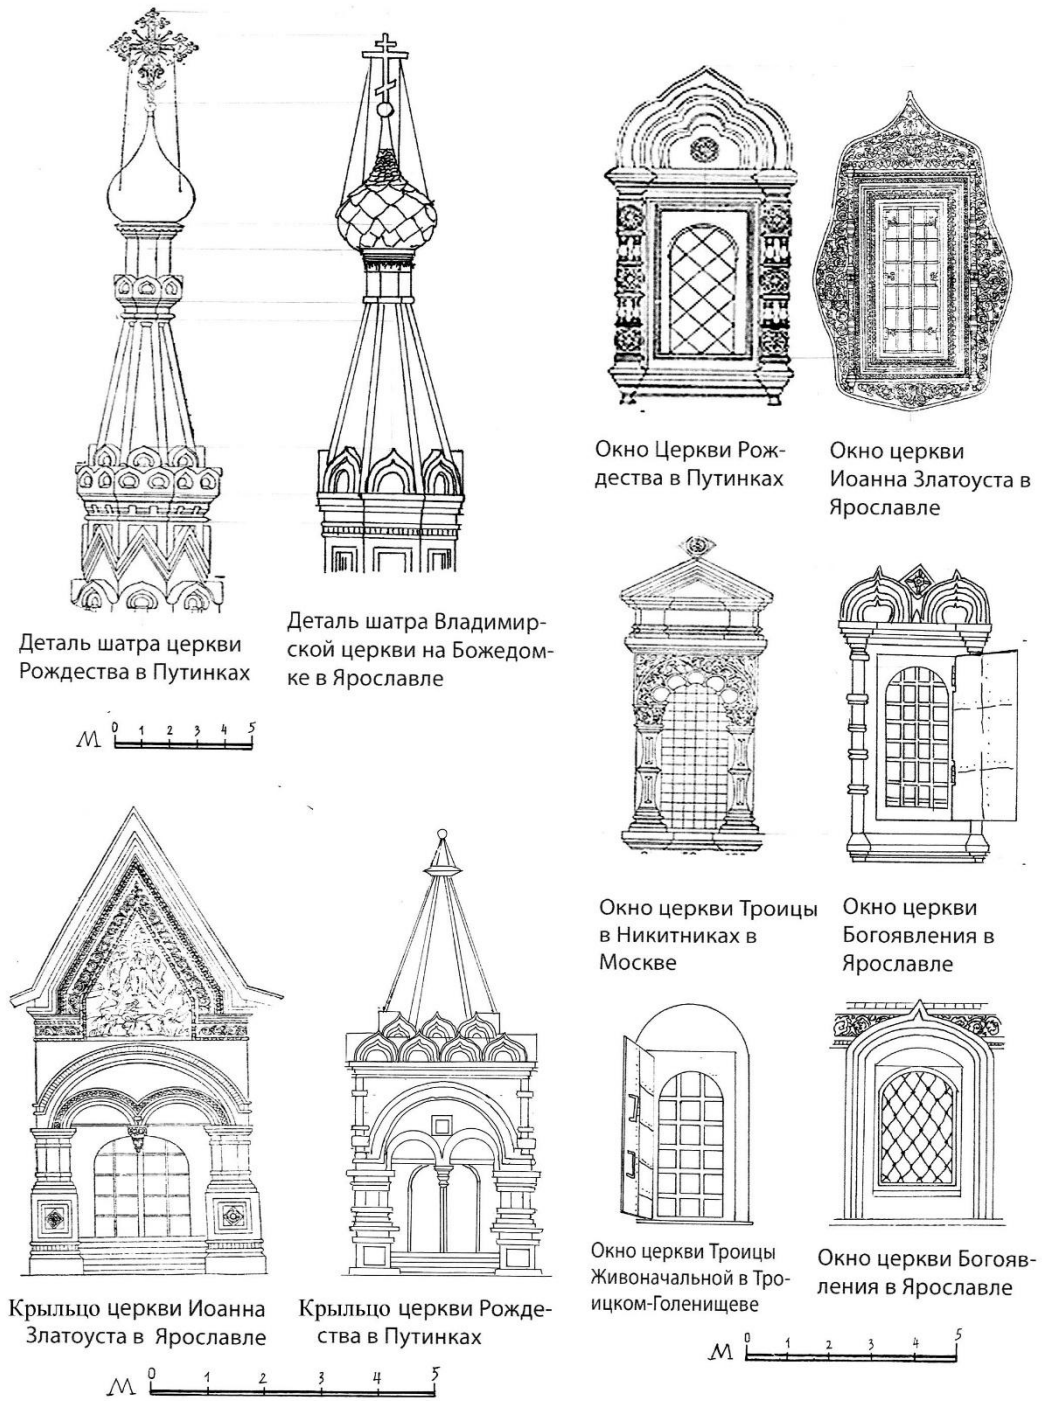 Окно Церкви Рож-
дества в Путинках
Окно церкви
Иоанна Златоуста в
Ярославле
Деталь шатра церкви
Рождества в Путинках
Деталь шатра Владимир-
ской церкви на Божедом-
ке в Ярославле
М 0 1 2 3 4 5
Окно церкви Троицы
в Никитниках в
Москве
Окно церкви
Богоявления в
Ярославле
Окно церкви Троицы
Живоначальной в Тро-
ицком-Голенищеве
Окно церкви Богояв-
ления в Ярославле
Крыльцо церкви Иоанна
Златоуста в Ярославле
Крыльцо церкви Рожде-
ства в Путинках
М 0 1 2 3 4 5
М 0 1 2 3 4 5